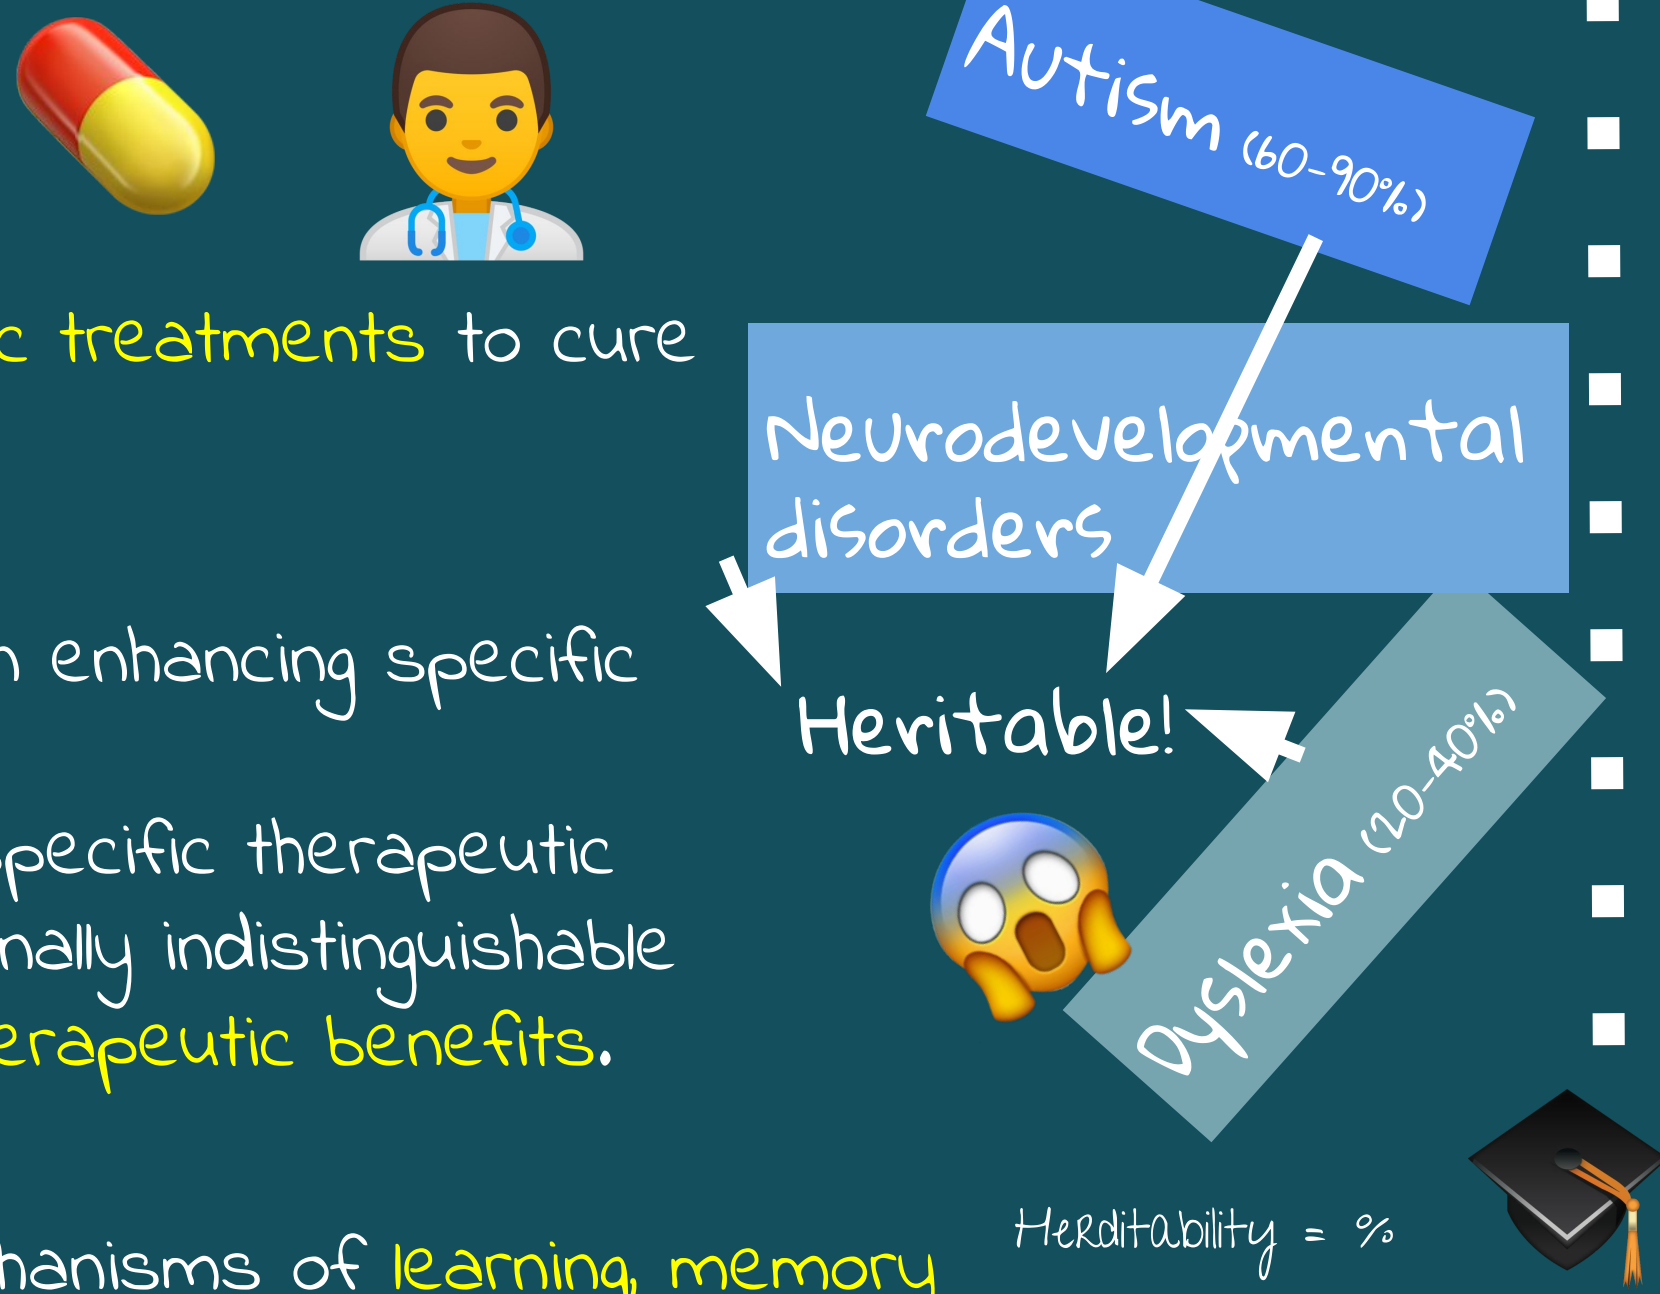 Autism (60-90%)
c treatments to cure
Neurodevelopmental
disorders
n enhancing specific
Heritable!
Dyslexia (20-40%)
specific therapeutic
nally indistinguishable
erapeutic benefits.
Herditability = %
hanisms of learning, memory